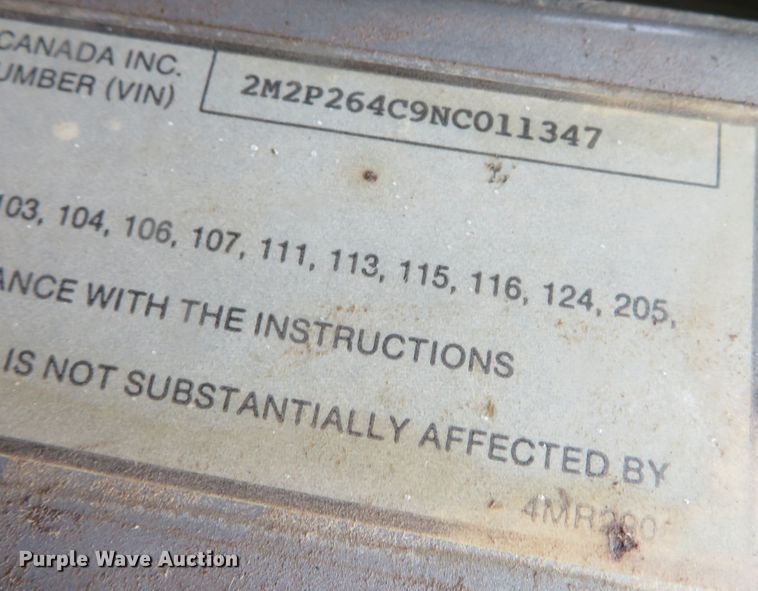 CANADA INC.
UMBER (VIN)
2M2P264C9NC011347
103, 104, 106, 107, 111, 113, 115, 116, 124, 205,
ANCE WITH THE INSTRUCTIONS
IS NOT SUBSTANTIALLY AFFECTED BY
Purple Wave Auction